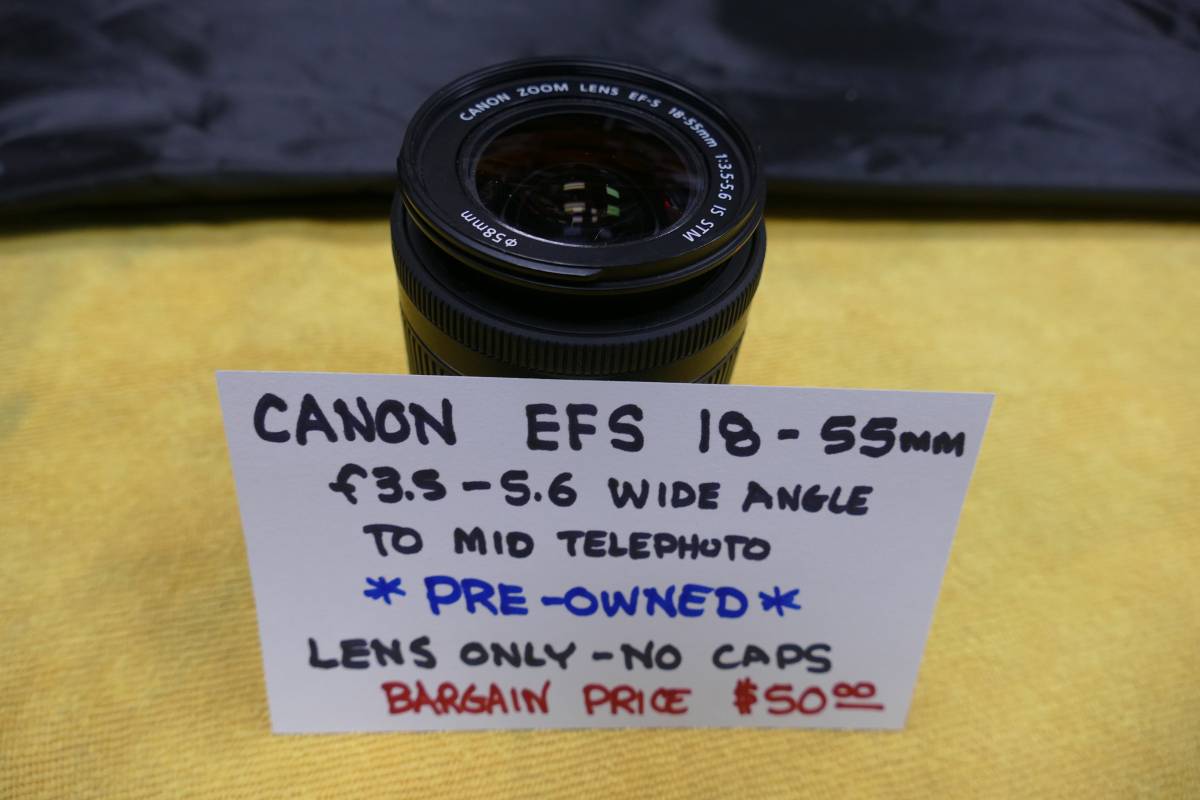 CANON ZOOM LENS EF-S 18-55mm 1:3.5-5.6 IS STM
φ58mm
CANON EFS 18-55MM
f3.5-5.6 WIDE ANGLE
TO MID TELEPHOTO
* PRE-OWNED *
LENS ONLY-NO CAPS
BARGAIN PRICE $50 18